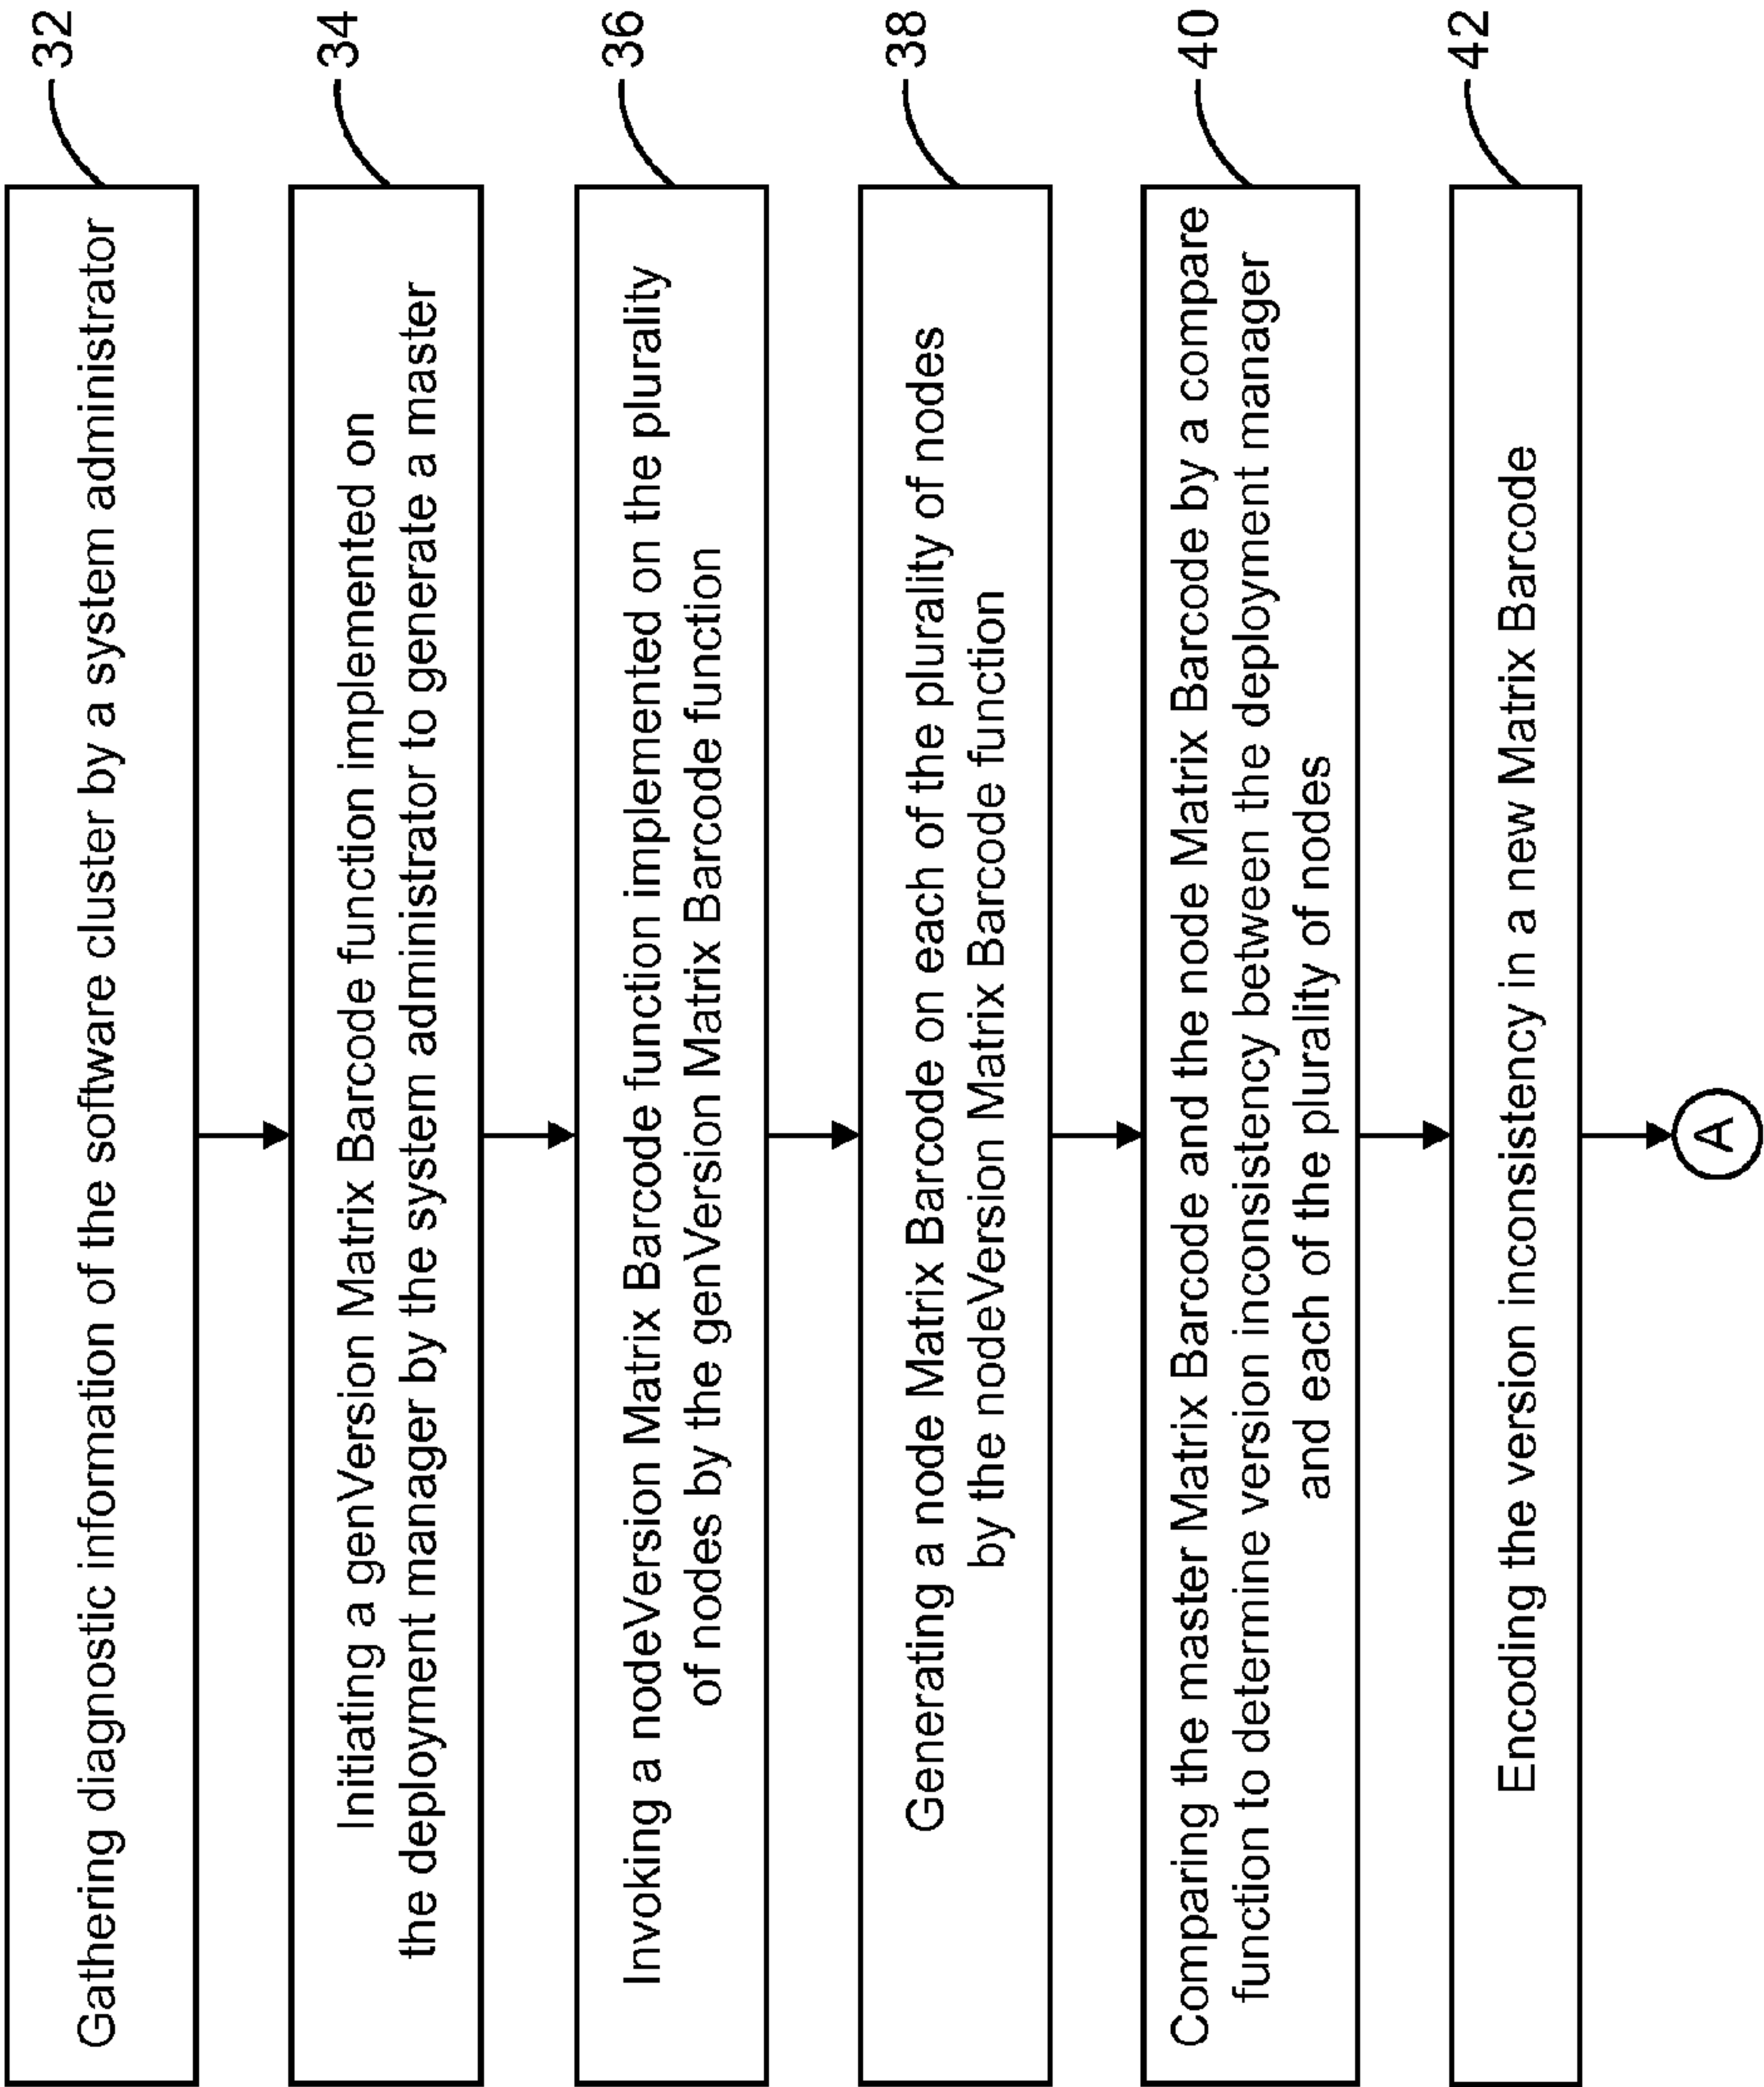 Gathering diagnostic information of the software cluster by a system administrator
32
Initiating a genVersion Matrix Barcode function implemented on
the deployment manager by the system administrator to generate a master
34
Invoking a nodeVersion Matrix Barcode function implemented on the plurality
of nodes by the genVersion Matrix Barcode function
36
Generating a node Matrix Barcode on each of the plurality of nodes
by the nodeVersion Matrix Barcode function
38
Comparing the master Matrix Barcode and the node Matrix Barcode by a compare
function to determine version inconsistency between the deployment manager
and each of the plurality of nodes
40
Encoding the version inconsistency in a new Matrix Barcode
42
A